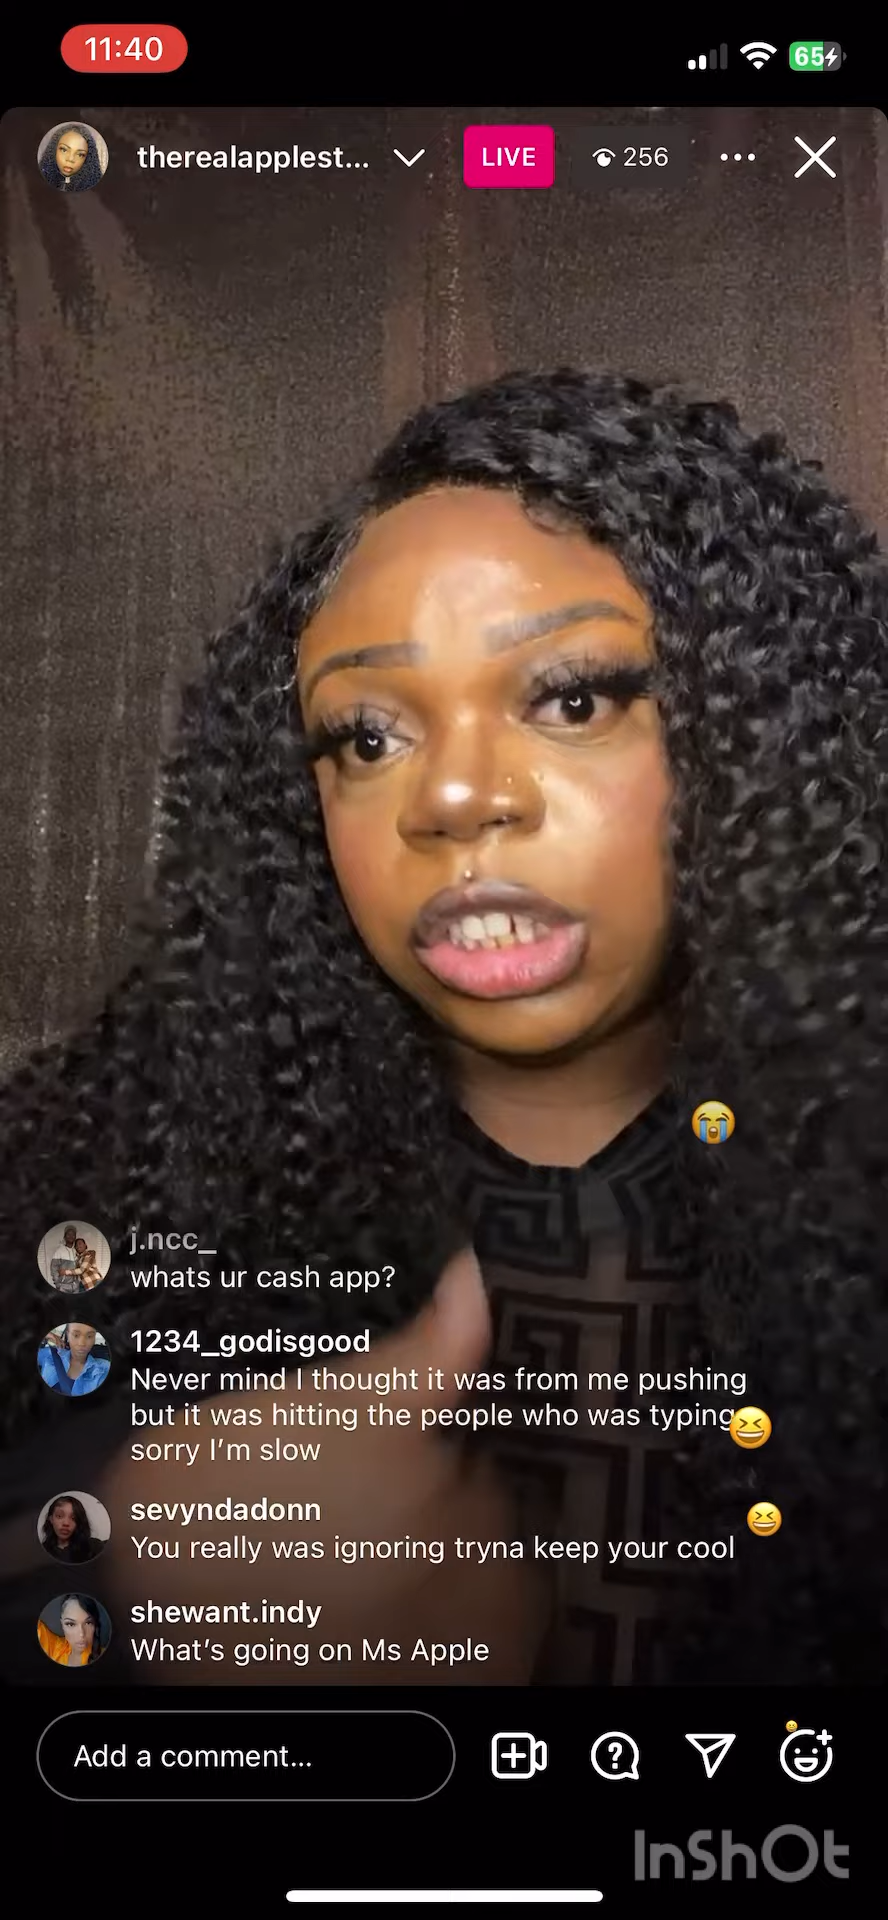 11:40
65
therealapplest...
LIVE
256
j.ncc_
whats ur cash app?
1234_godisgood
Never mind I thought it was from me pushing
but it was hitting the people who was typing
sorry I’m slow
sevyndadonn
You really was ignoring tryna keep your cool
shewant.indy
What’s going on Ms Apple
Add a comment...
InShOt